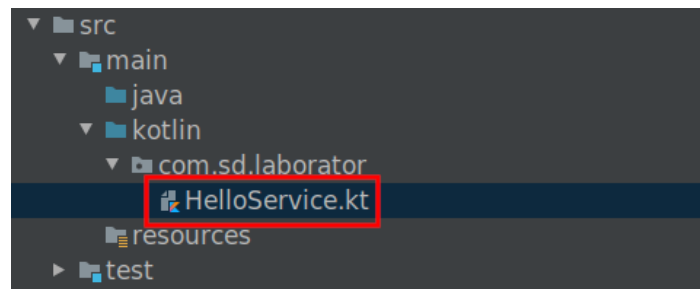 src
main
java
kotlin
com.sd.laborator
HelloService.kt
resources
test